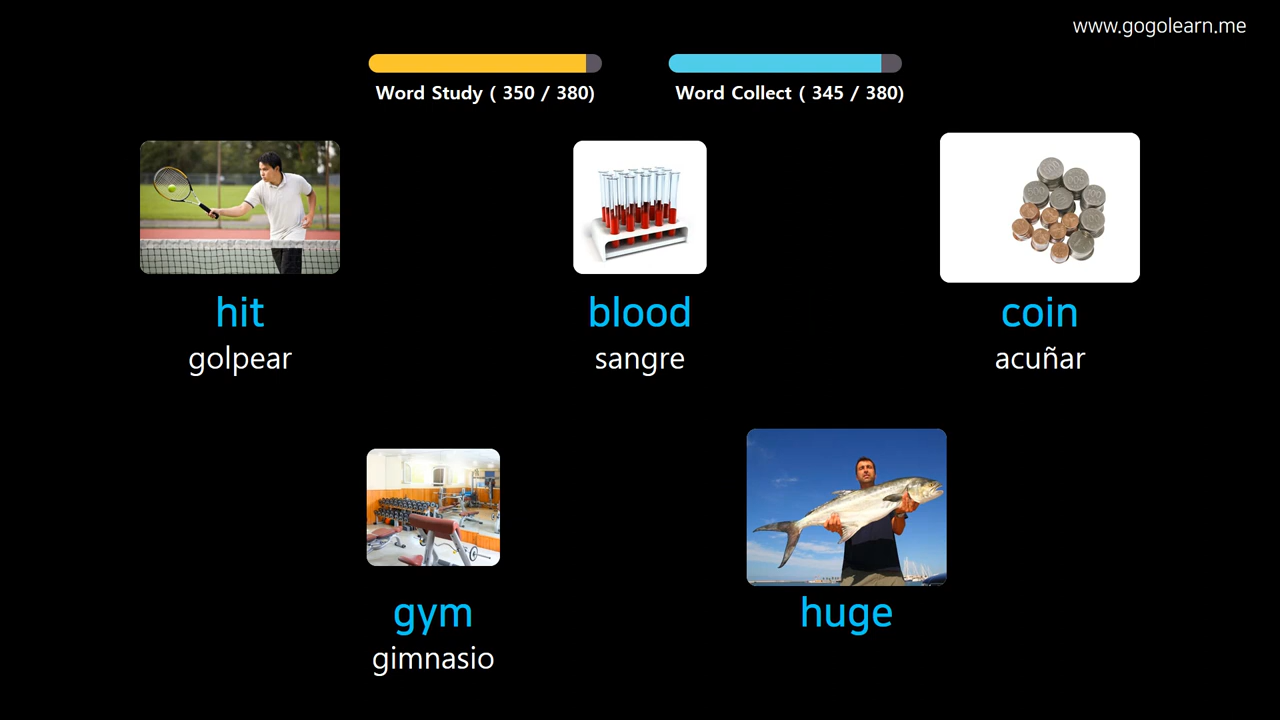 www.gogolearn.me
Word Study ( 350 / 380)
Word Collect ( 345 / 380)
hit
golpear
blood
sangre
coin
acuñar
gym
gimnasio
huge